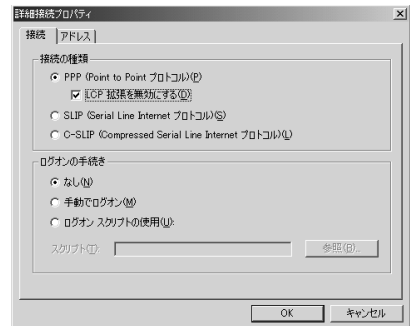 詳細接続プロパティ
接続 アドレス
接続の種類
PPP (Point to Point プロトコル)(P)
LCP 拡張を無効にする(D)
SLIP (Serial Line Internet プロトコル)(S)
C-SLIP (Compressed Serial Line Internet プロトコル)(L)
ログオンの手続き
なし(N)
手動でログオン(M)
ログオン スクリプトの使用(U):
スクリプト(T): 参照(B)...
OK キャンセル